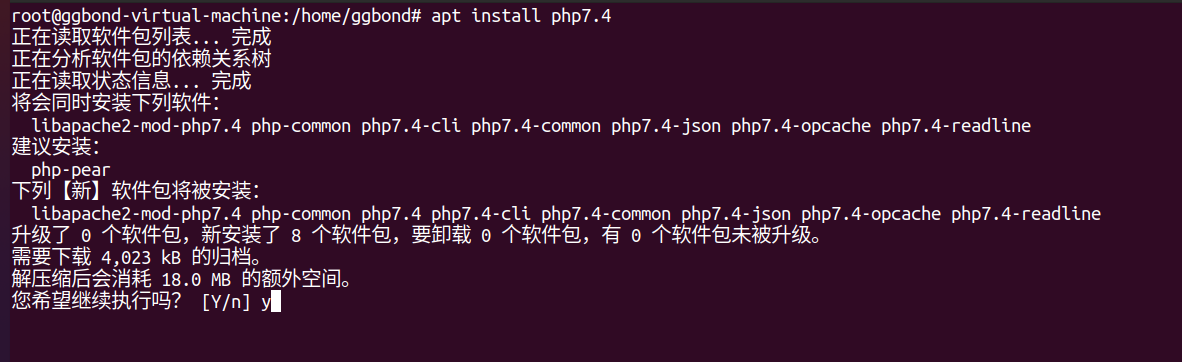 root@ggbond-virtual-machine:/home/ggbond# apt install php7.4
正在读取软件包列表... 完成
正在分析软件包的依赖关系树
正在读取状态信息... 完成
将会同时安装下列软件：
  libapache2-mod-php7.4 php-common php7.4-cli php7.4-common php7.4-json php7.4-opcache php7.4-readline
建议安装：
  php-pear
下列【新】软件包将被安装：
  libapache2-mod-php7.4 php-common php7.4 php7.4-cli php7.4-common php7.4-json php7.4-opcache php7.4-readline
升级了 0 个软件包，新安装了 8 个软件包，要卸载 0 个软件包，有 0 个软件包未被升级。
需要下载 4,023 kB 的归档。
解压缩后会消耗 18.0 MB 的额外空间。
您希望继续执行吗？ [Y/n] y